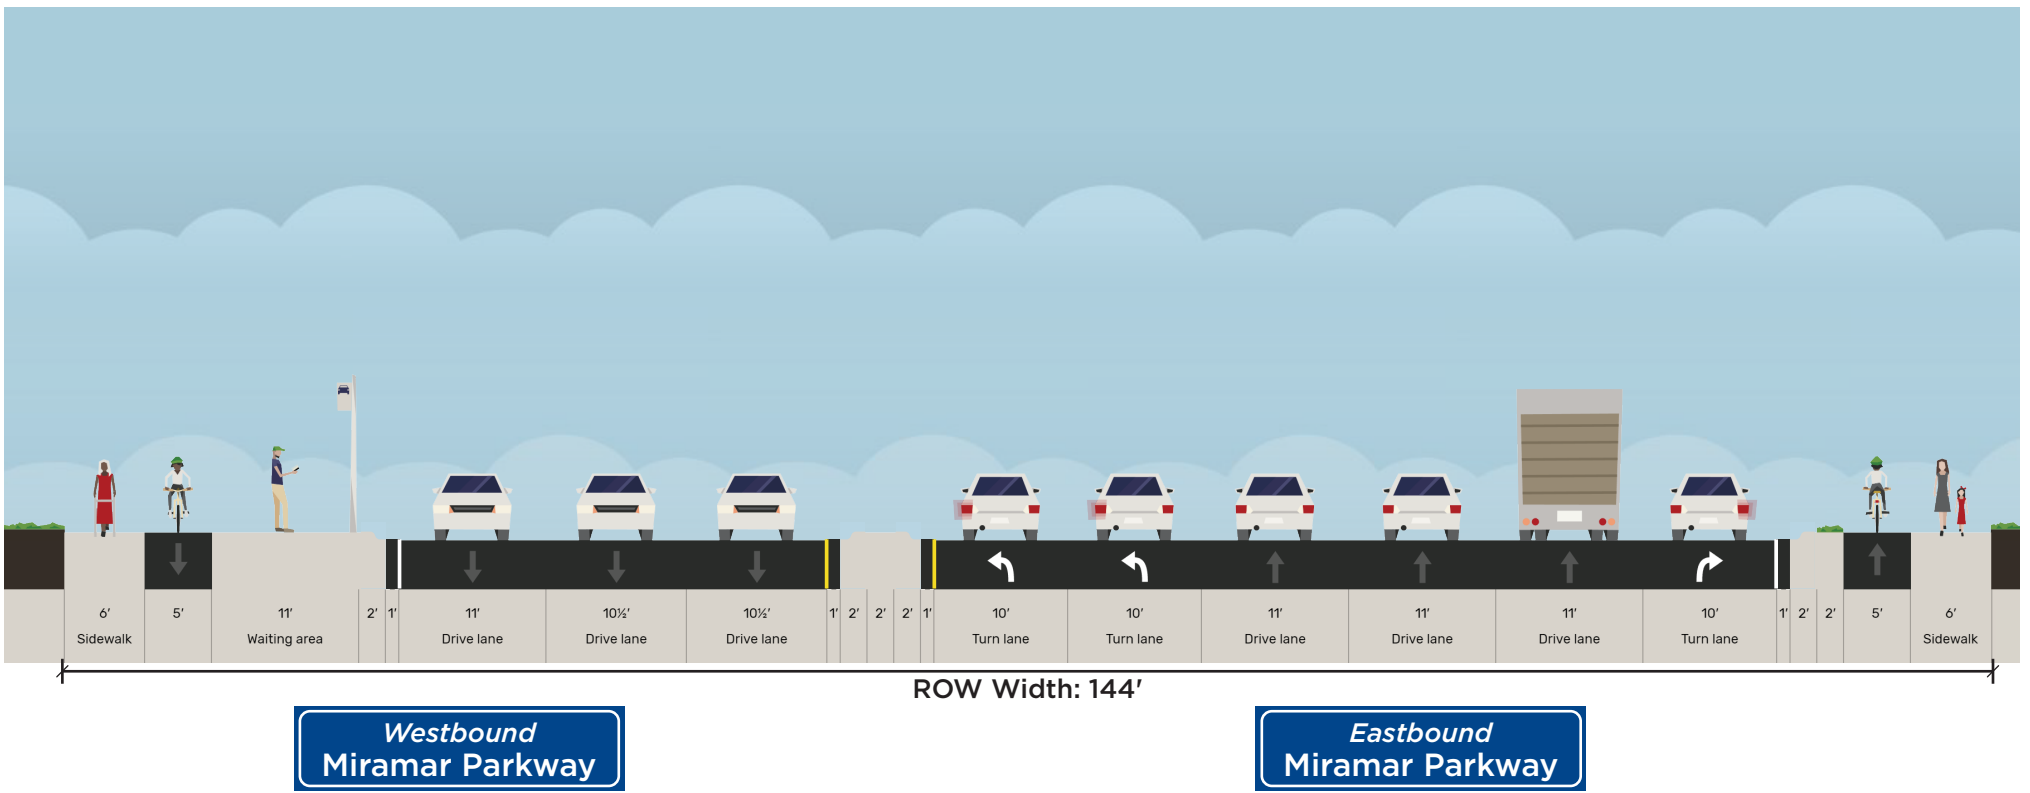 6' 5' 11' 2' 1' 11' 10½' 10½' 1' 2' 2' 2' 1' 10' 10' 11' 11' 11' 10' 1' 2' 2' 5' 6'
Sidewalk Waiting area Drive lane Drive lane Drive lane Turn lane Turn lane Drive lane Drive lane Drive lane Turn lane Sidewalk
ROW Width: 144'
Westbound
Miramar Parkway
Eastbound
Miramar Parkway